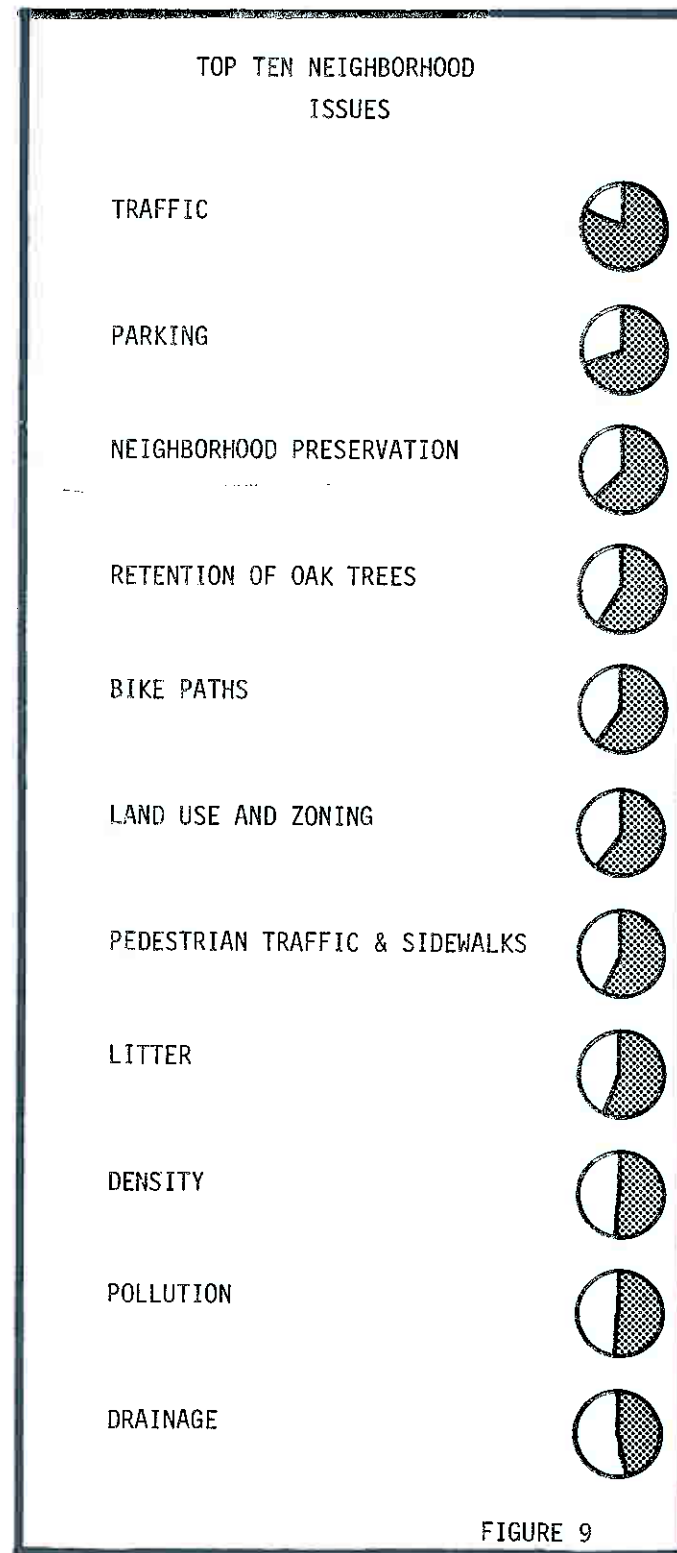 TOP TEN NEIGHBORHOOD
ISSUES
TRAFFIC
PARKING
NEIGHBORHOOD PRESERVATION
RETENTION OF OAK TREES
BIKE PATHS
LAND USE AND ZONING
PEDESTRIAN TRAFFIC & SIDEWALKS
LITTER
DENSITY
POLLUTION
DRAINAGE
FIGURE 9